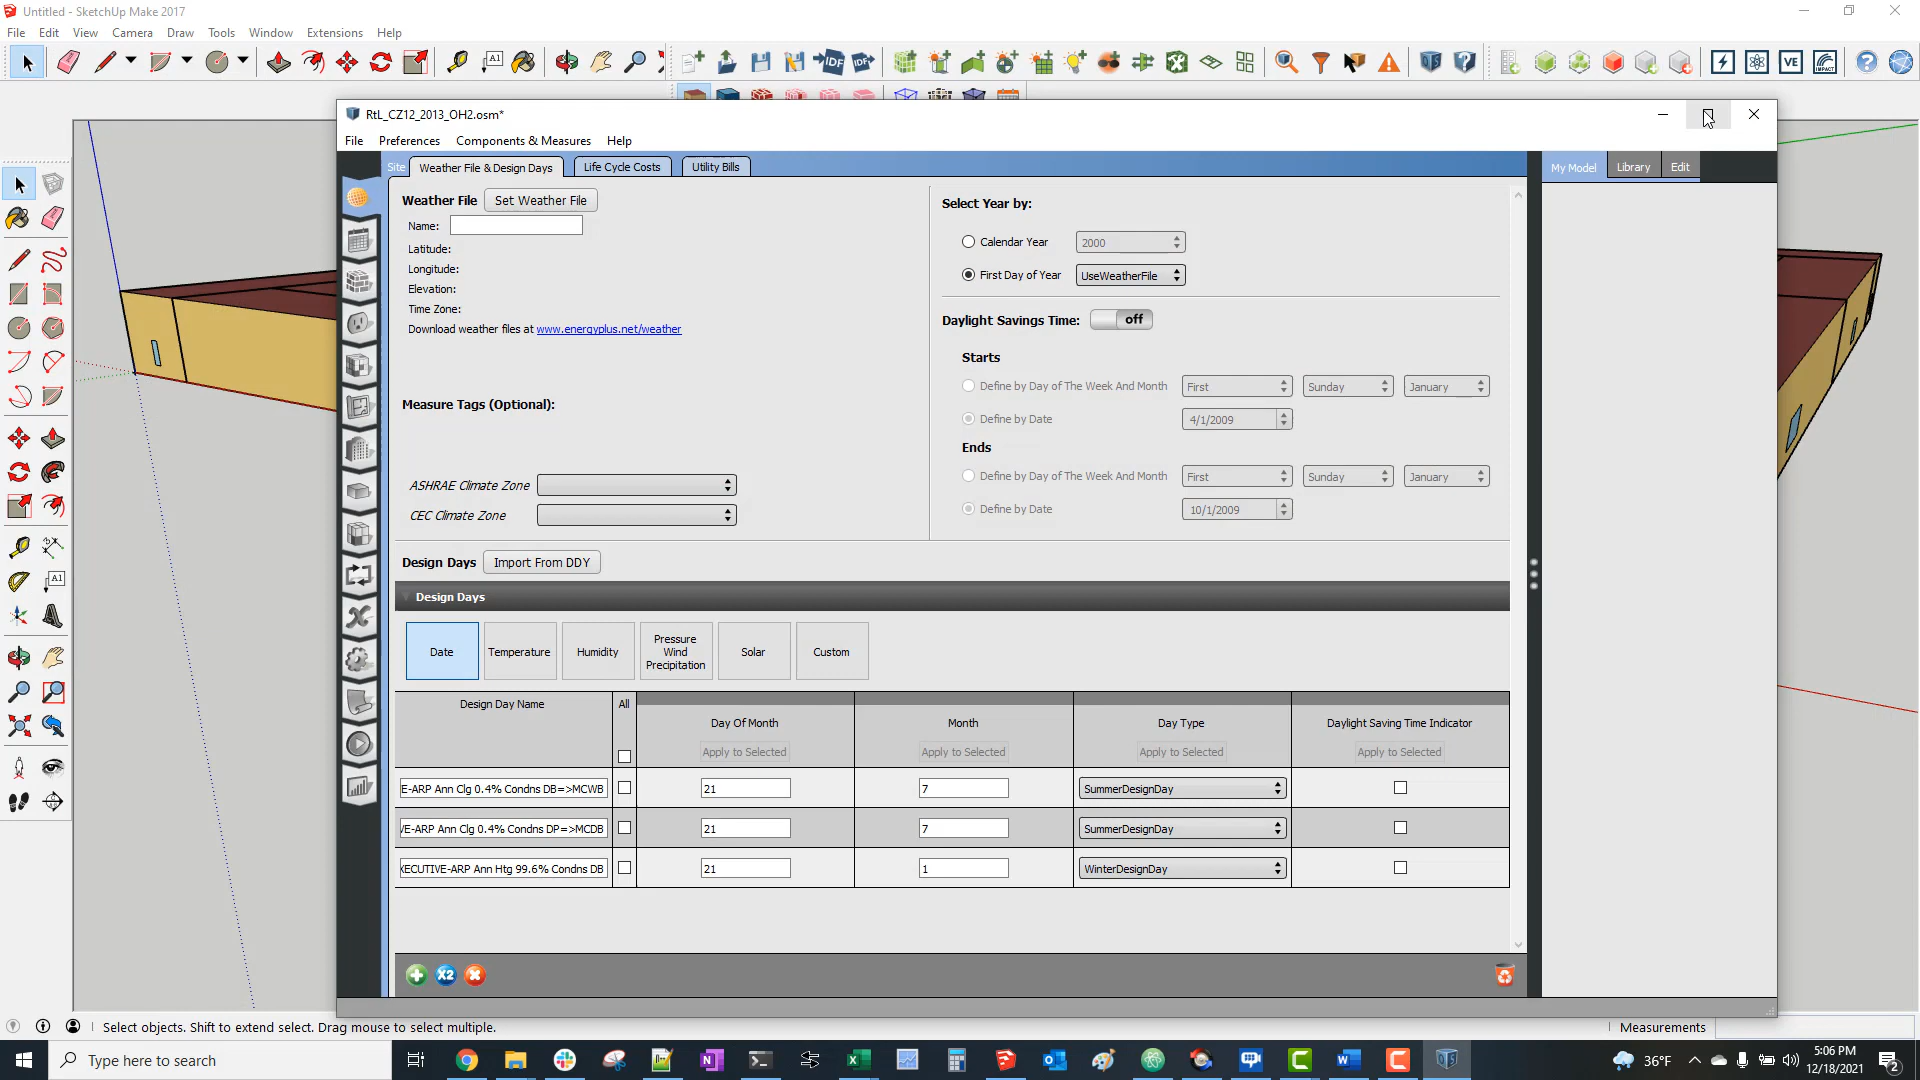 Untitled - SketchUp Make 2017
File Edit View Camera Draw Tools Window Extensions Help
A1
IDF
IDF
VE
IMPACT
RtL_CZ12_2013_OH2.osm*
File Preferences Components & Measures Help
Site Weather File & Design Days Life Cycle Costs Utility Bills
My Model Library Edit
Weather File Set Weather File
Name:
Latitude:
Longitude:
Elevation:
Time Zone:
Download weather files at www.energyplus.net/weather
Measure Tags (Optional):
ASHRAE Climate Zone
CEC Climate Zone
Select Year by:
Calendar Year 2000
First Day of Year UseWeatherFile
Daylight Savings Time: off
Starts
Define by Day of The Week And Month First Sunday January
Define by Date 4/1/2009
Ends
Define by Day of The Week And Month First Sunday January
Define by Date 10/1/2009
Design Days Import From DDY
Design Days
Date Temperature Humidity Pressure Wind Precipitation Solar Custom
Design Day Name All Day Of Month Month Day Type Daylight Saving Time Indicator
Apply to Selected Apply to Selected Apply to Selected Apply to Selected
E-ARP Ann Clg 0.4% Condns DB=>MCWB 21 7 SummerDesignDay
VE-ARP Ann Clg 0.4% Condns DP=>MCDB 21 7 SummerDesignDay
XECUTIVE-ARP Ann Htg 99.6% Condns DB 21 1 WinterDesignDay
X2
A1
Select objects. Shift to extend select. Drag mouse to select multiple.
Measurements
Type here to search
36°F
5:06 PM
12/18/2021
2